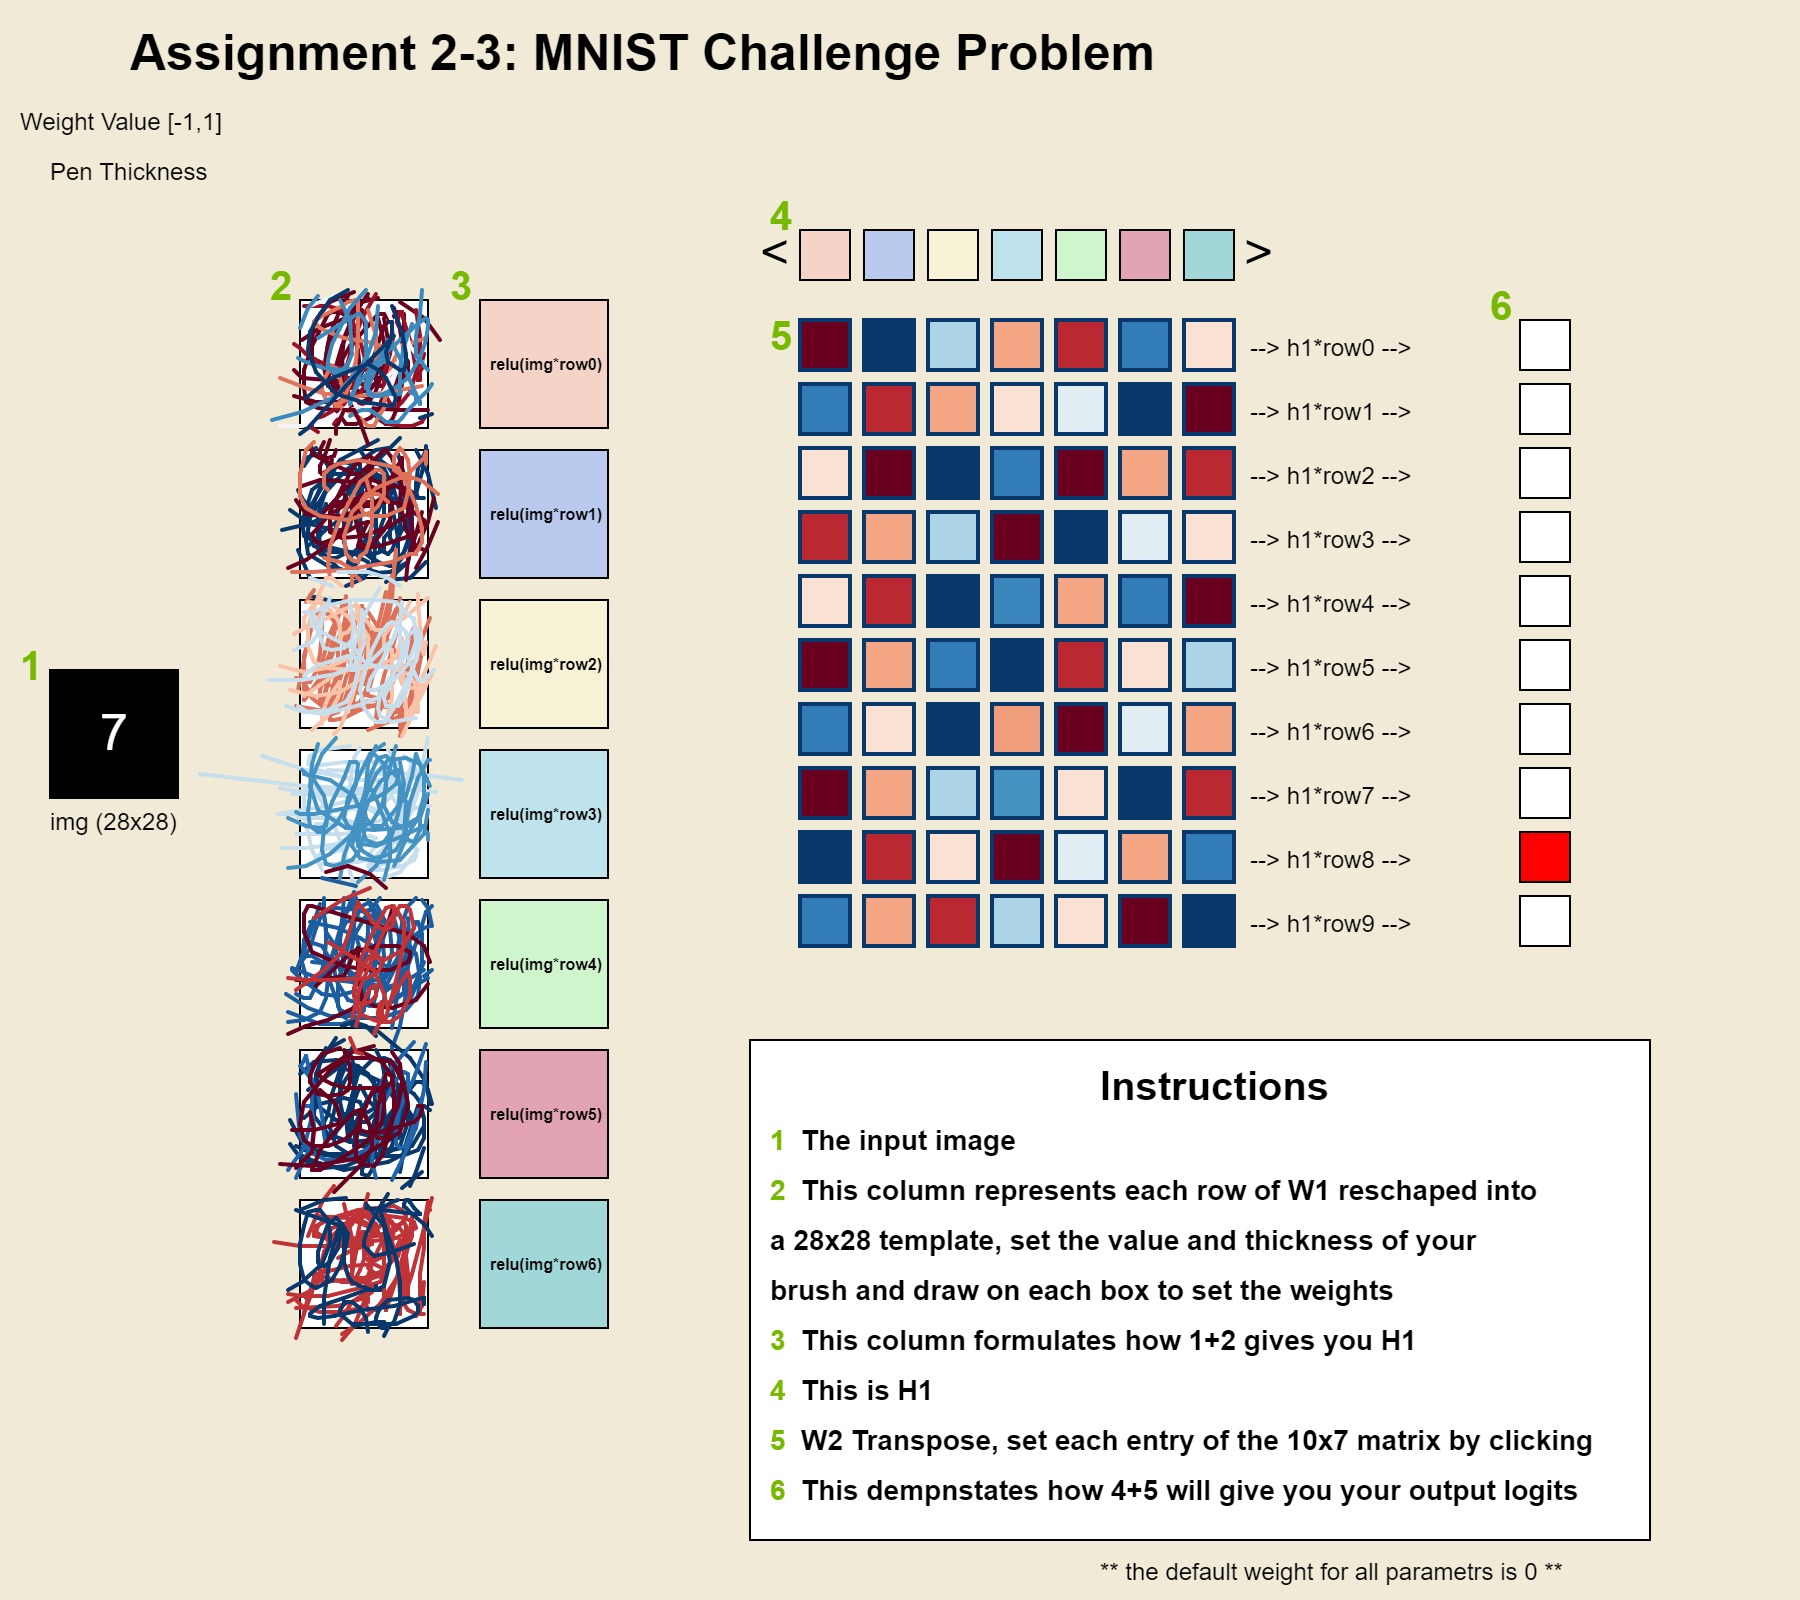 Assignment 2-3: MNIST Challenge Problem
Weight Value [-1,1]
Pen Thickness
4
< >
2 3
relu(img*row0)
relu(img*row1)
relu(img*row2)
relu(img*row3)
relu(img*row4)
relu(img*row5)
relu(img*row6)
1
7
img (28x28)
5
6
--> h1*row0 -->
--> h1*row1 -->
--> h1*row2 -->
--> h1*row3 -->
--> h1*row4 -->
--> h1*row5 -->
--> h1*row6 -->
--> h1*row7 -->
--> h1*row8 -->
--> h1*row9 -->
Instructions
1 The input image
2 This column represents each row of W1 reschaped into
a 28x28 template, set the value and thickness of your
brush and draw on each box to set the weights
3 This column formulates how 1+2 gives you H1
4 This is H1
5 W2 Transpose, set each entry of the 10x7 matrix by clicking
6 This dempnstates how 4+5 will give you your output logits
** the default weight for all parametrs is 0 **